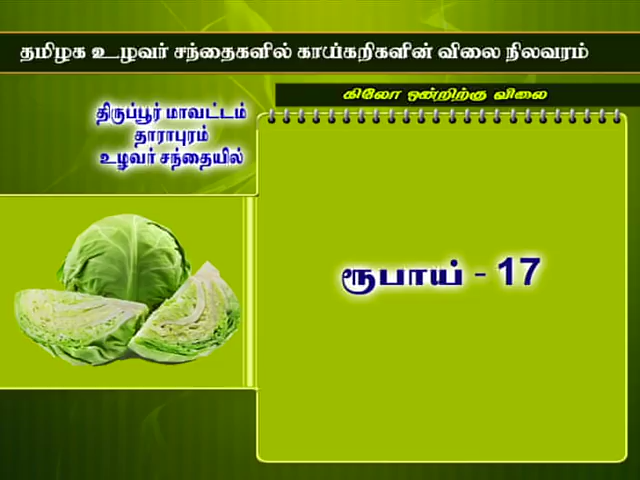 தமிழக உழவர் சந்தைகளில் காய்கறிகளின் விலை நிலவரம்
கிலோ ஒன்றிற்கு விலை
திருப்பூர் மாவட்டம்
தாராபுரம்
உழவர் சந்தையில்
ரூபாய் - 17